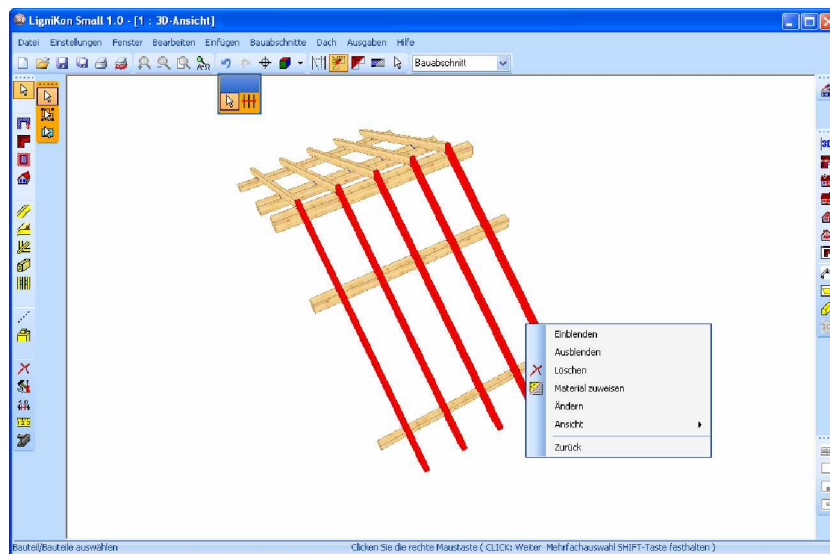 LigniKon Small 1.0 - [1 : 3D-Ansicht]
Datei Einstellungen Fenster Bearbeiten Einfügen Bauabschnitte Dach Ausgaben Hilfe
Bauabschnitt
3D
Einblenden
Ausblenden
Löschen
Material zuweisen
Ändern
Ansicht
Zurück
Bauteil/Bauteile auswählen
Clicken Sie die rechte Maustaste ( CLICK: Weiter Mehrfachauswahl SHIFT-Taste festhalten )